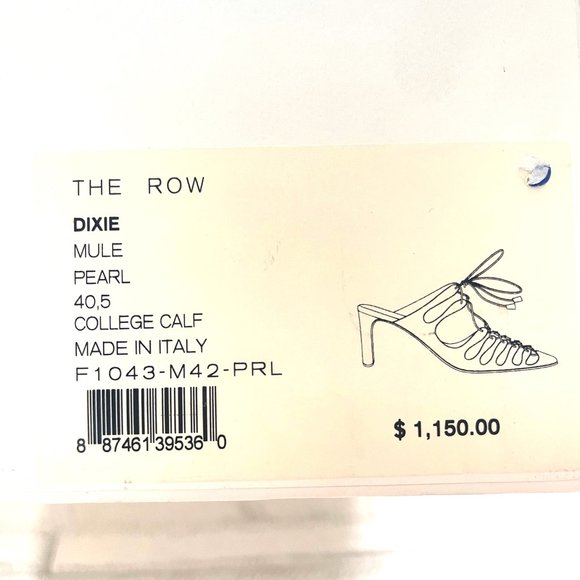 THE ROW
DIXIE
MULE
PEARL
40,5
COLLEGE CALF
MADE IN ITALY
F1043-M42-PRL
8 87461 39536 0
$ 1,150.00